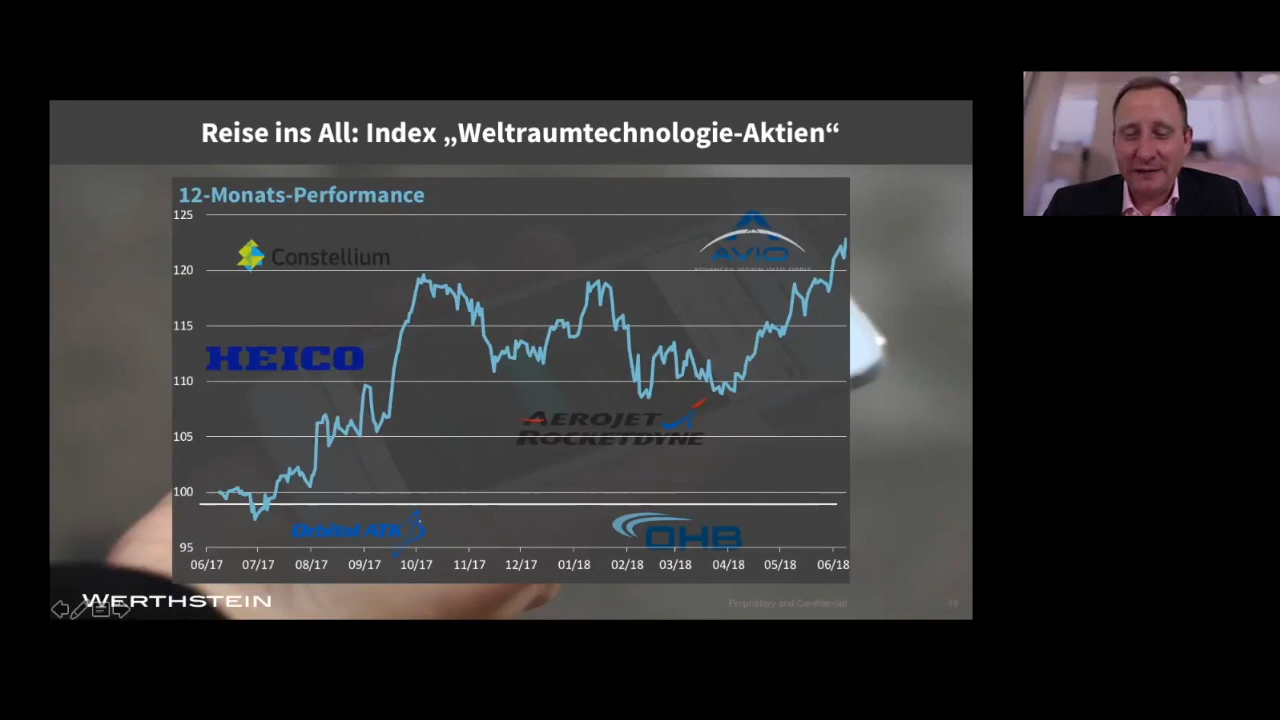 Reise ins All: Index „Weltraumtechnologie-Aktien“
12-Monats-Performance
125
120
115
110
105
100
95
Constellium
AVIO
HEICO
AEROJET
ROCKETDYNE
Orbital ATK
OHB
06/17 07/17 08/17 09/17 10/17 11/17 12/17 01/18 02/18 03/18 04/18 05/18 06/18
WERTHSTEIN
Proprietary and Confidential